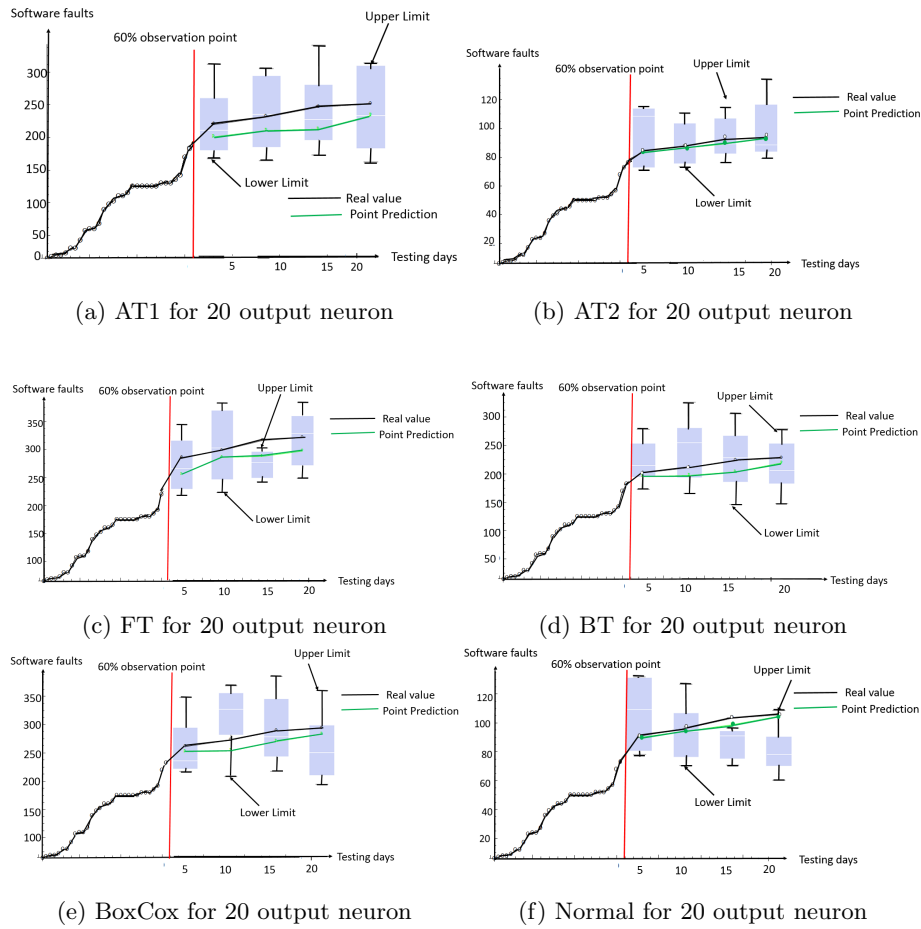 Software faults
Upper Limit
60% observation point
300
250
200
150
100
50
0
Lower Limit
Real value
Point Prediction
5
10
15
20
Testing days
(a) AT1 for 20 output neuron
Software faults
60% observation point
Upper Limit
Real value
Point Prediction
120
100
80
60
40
20
Lower Limit
5
10
15
20
Testing days
(b) AT2 for 20 output neuron
Software faults
60% observation point
Upper Limit
Real value
Point Prediction
350
300
250
300
150
100
Lower Limit
5
10
15
20
Testing days
(c) FT for 20 output neuron
Software faults
60% observation point
Upper Limit
Real value
Point Prediction
300
250
200
150
100
50
Lower Limit
5
10
15
20
Testing days
(d) BT for 20 output neuron
Software faults
60% observation point
Upper Limit
Real value
Point Prediction
350
300
250
200
150
100
Lower Limit
5
10
15
20
Testing days
(e) BoxCox for 20 output neuron
Software faults
60% observation point
Upper Limit
Real value
Point Prediction
120
100
80
60
40
20
Lower Limit
5
10
15
20
Testing days
(f) Normal for 20 output neuron